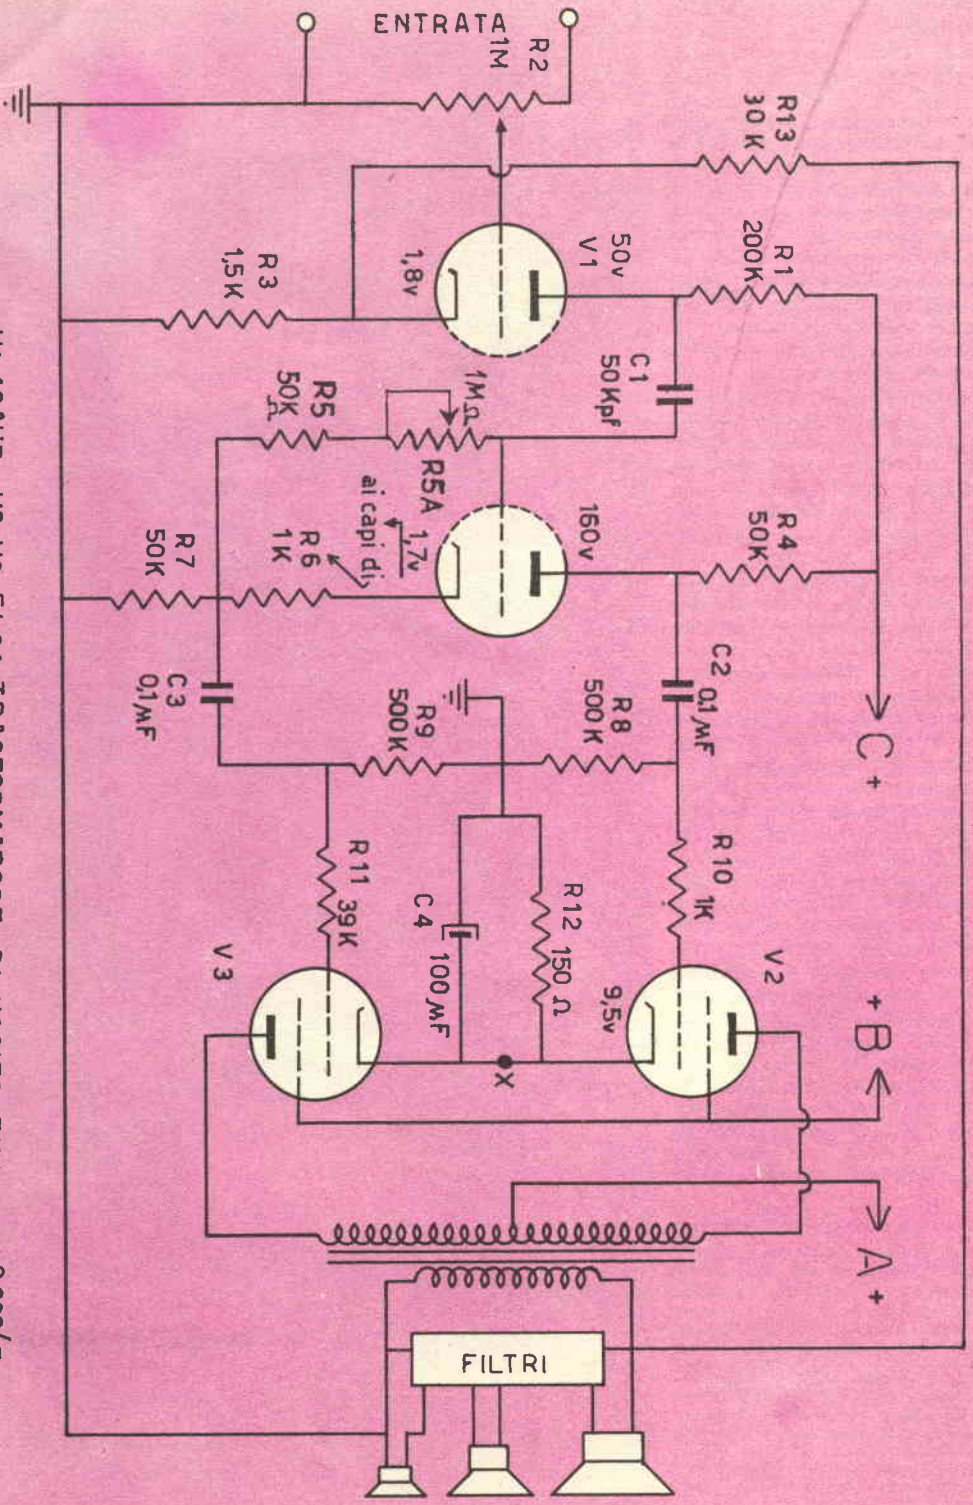 ENTRATA
R2
1M
R13
30K
R1
200K
50v
V1
1,8v
R3
1,5K
C1
50Kpf
1MΩ
R5A
R5
50K
Ω
ai capi di
1,7v
R6
1K
R7
50K
160v
R4
50K
C2
0,1µF
C3
0,1µF
R8
500K
R9
500K
C +
R10
1K
R11
39K
R12
150 Ω
C4
100µF
V2
9,5v
V3
X
+ B
A +
FILTRI